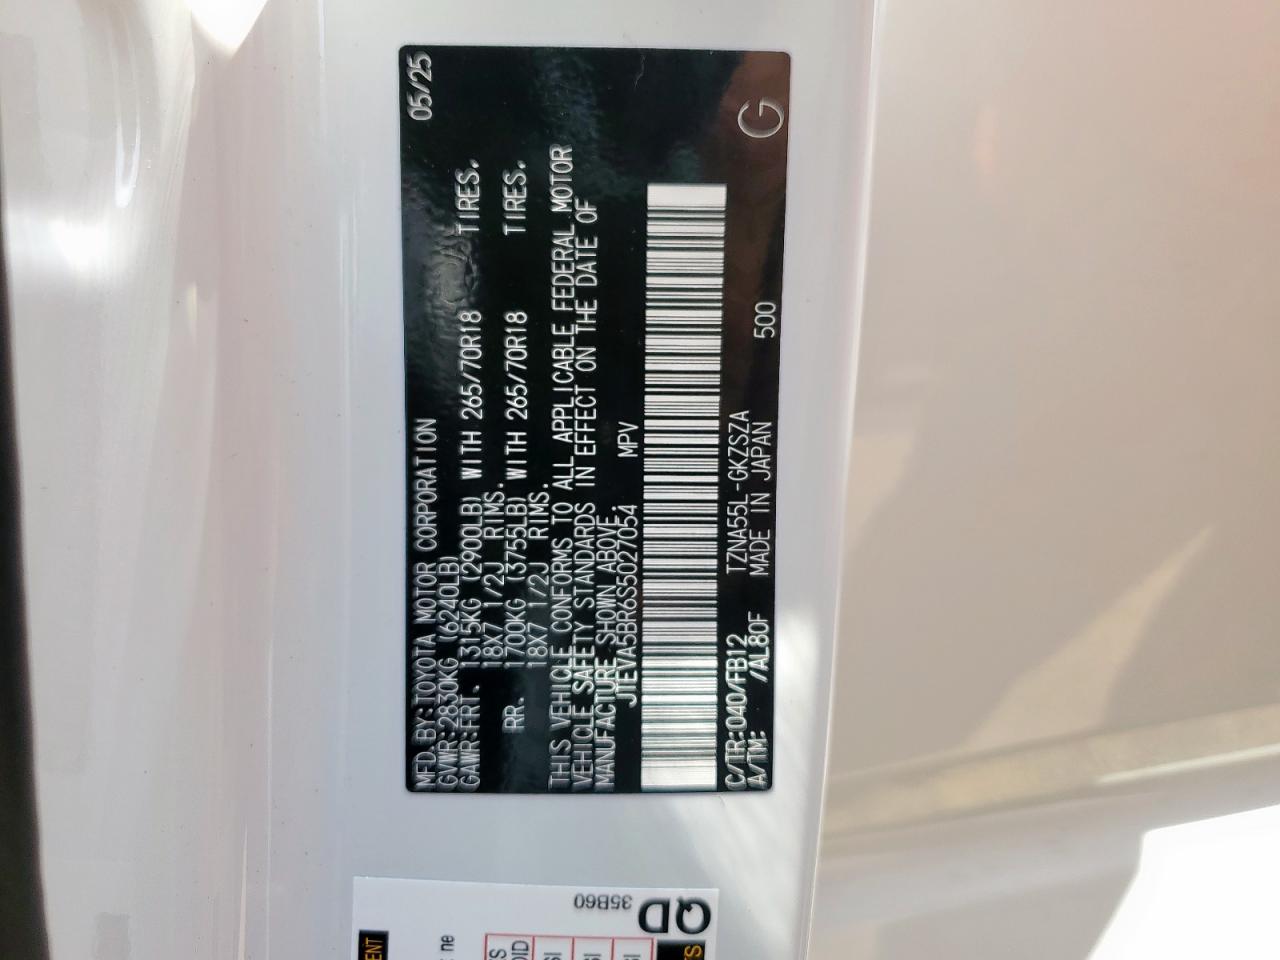 MFD. BY: TOYOTA MOTOR CORPORATION 05/25
GVWR: 2830KG (6240LB)
GAWR: FRT. 1315KG (2900LB) WITH 265/70R18 TIRES.
18X7 1/2J RIMS.
RR. 1700KG (3755LB) WITH 265/70R18 TIRES.
18X7 1/2J RIMS.
THIS VEHICLE CONFORMS TO ALL APPLICABLE FEDERAL MOTOR
VEHICLE SAFETY STANDARDS IN EFFECT ON THE DATE OF
MANUFACTURE SHOWN ABOVE.
JTEVA5BR6S5027054 MPV
C/TR: 040/FB12 TZNA55L-GKZSZA
A/TM: /AL80F MADE IN JAPAN 500 G
QD
35B60